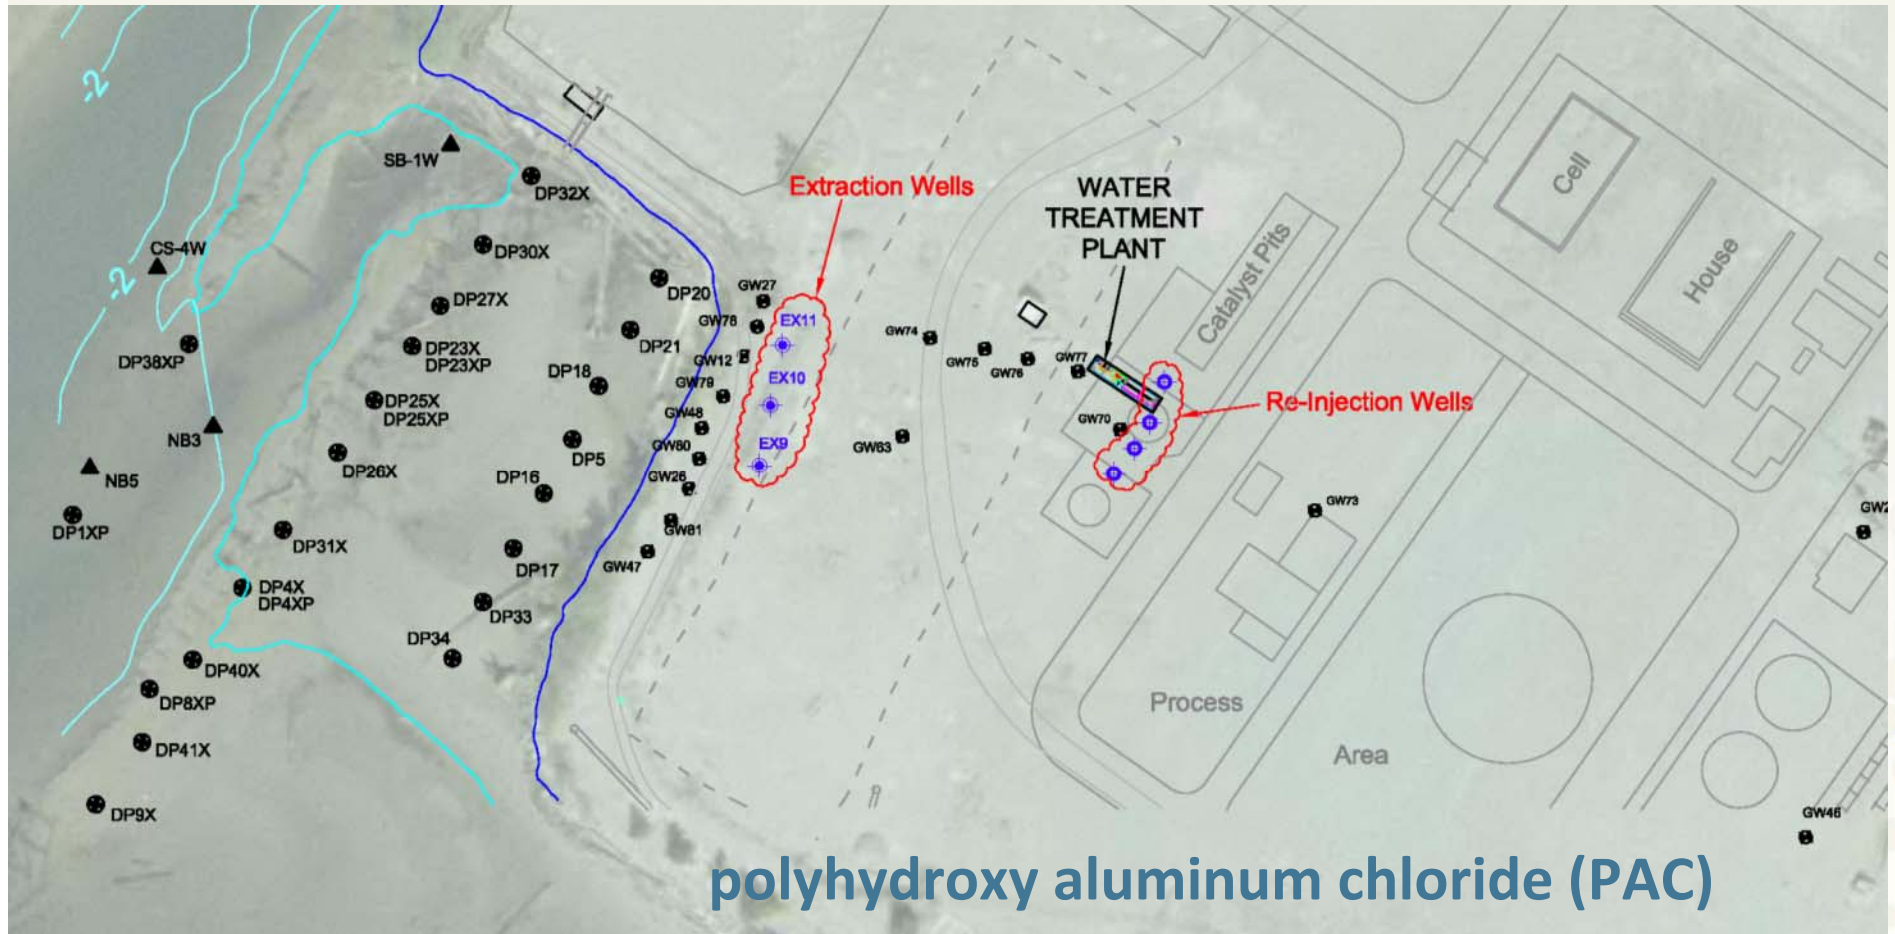 -2
SB-1W
DP32X
CS-4W
-2
DP30X
DP27X
DP38XP
DP23X
DP23XP
DP25X
DP25XP
NB3
NB5
DP26X
DP1XP
DP31X
DP4X
DP4XP
DP40X
DP8XP
DP41X
DP9X
DP20
DP21
DP18
DP5
DP16
DP17
DP33
DP34
GW27
GW78
GW12
GW79
GW48
GW80
GW26
GW81
GW47
Extraction Wells
EX11
EX10
EX9
WATER
TREATMENT
PLANT
GW74
GW75
GW76
GW77
GW63
GW70
Re-Injection Wells
Catalyst Pits
Cell
House
GW73
Process
Area
GW46
polyhydroxy aluminum chloride (PAC)